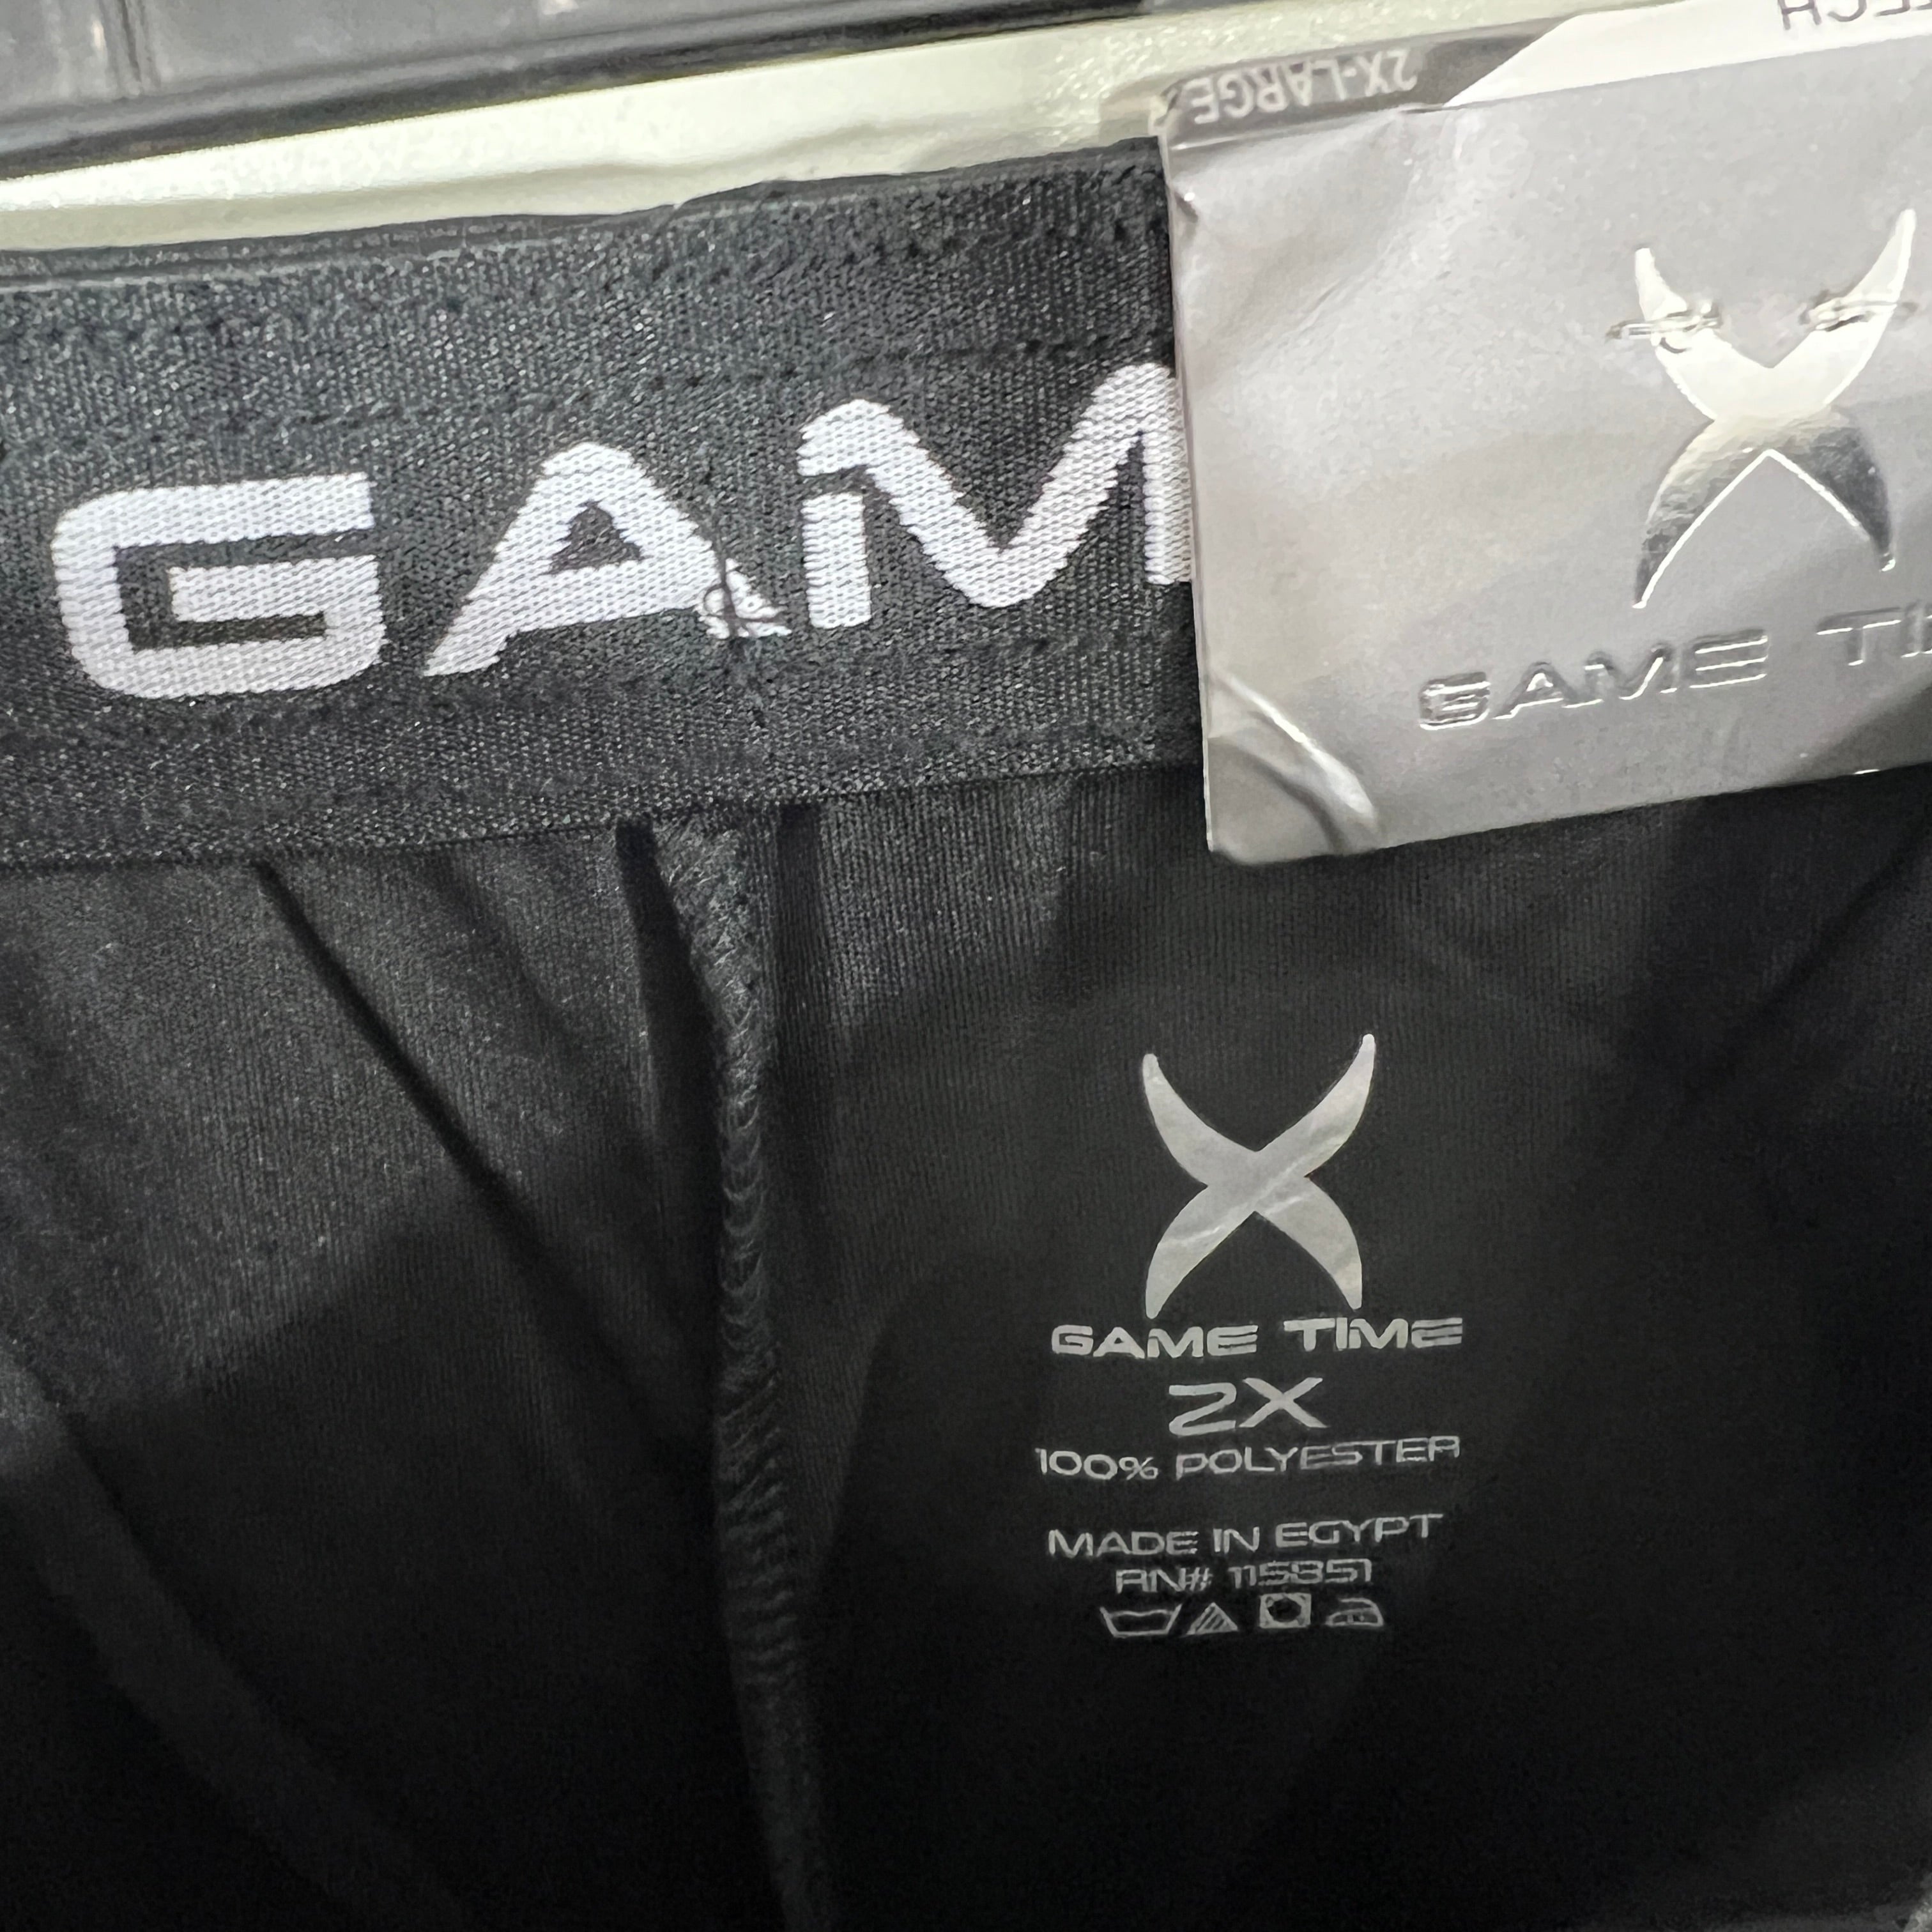 2X-LARGE
GAM
GAME TI
GAME TIME
2X
100% POLYESTER
MADE IN EGYPT
RN# 115851